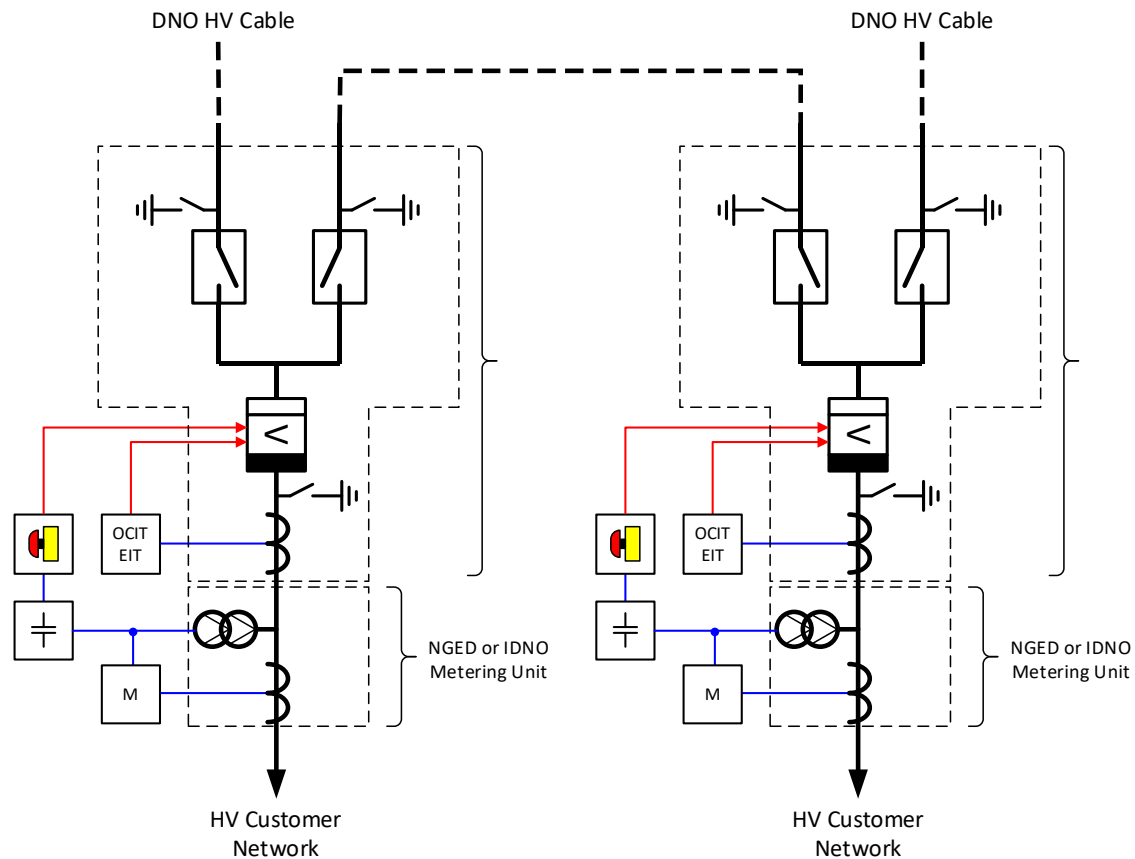 DNO HV Cable
DNO HV Cable
OCIT
EIT
OCIT
EIT
NGED or IDNO
Metering Unit
NGED or IDNO
Metering Unit
M
M
HV Customer
Network
HV Customer
Network